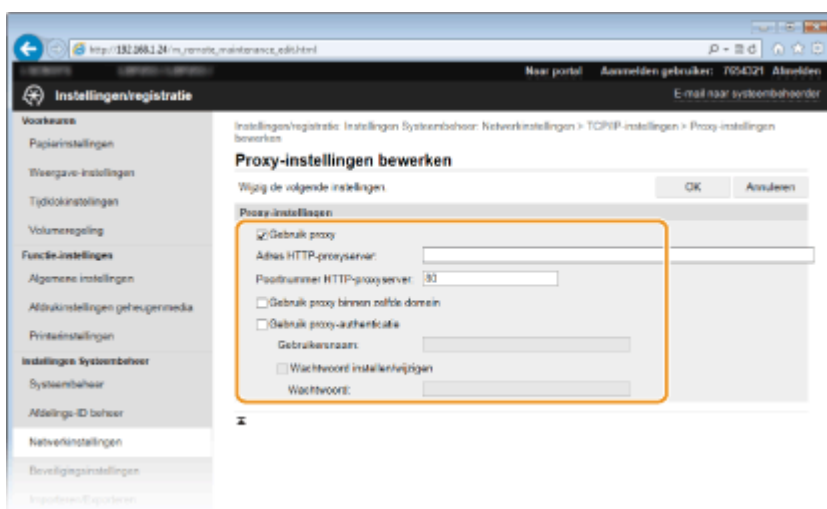 http://192.168.1.24/m_remote_maintenance_edit.html
Naar portal Aanmelden gebruiker: 7654321 Afmelden
Instellingen/registratie
E-mail naar systeembeheerder
Voorkeuren
Papierinstellingen
Weergave-instellingen
Tijdklokinstellingen
Volumeregeling
Functie-instellingen
Algemene instellingen
Afdrukinstellingen geheugenmedia
Printerinstellingen
Instellingen Systeembeheer
Systeembeheer
Afdelings-ID beheer
Netwerkinstellingen
Beveiligingsinstellingen
Importeren/Exporteren
Instellingen/registratie: Instellingen Systeembeheer: Netwerkinstellingen > TCP/IP-instellingen > Proxy-instellingen
bewerken
Proxy-instellingen bewerken
Wijzig de volgende instellingen.
OK Annuleren
Proxy-instellingen
Gebruik proxy
Adres HTTP-proxyserver:
Poortnummer HTTP-proxyserver: 80
Gebruik proxy binnen zelfde domein
Gebruik proxy-authenticatie
Gebruikersnaam:
Wachtwoord instellen/wijzigen
Wachtwoord: